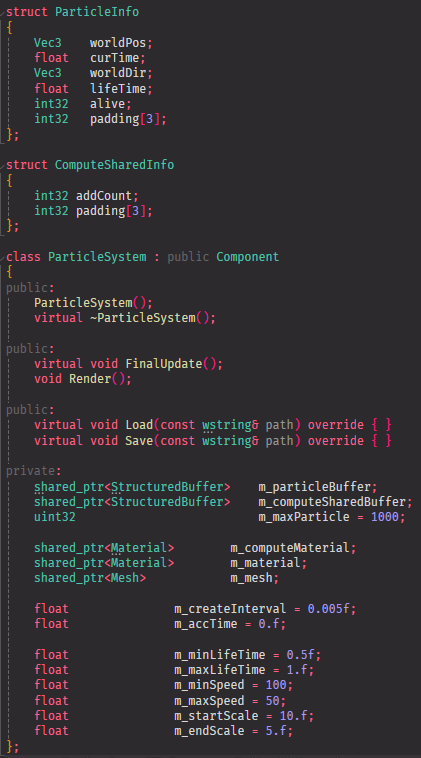 struct ParticleInfo
{
    Vec3    worldPos;
    float   curTime;
    Vec3    worldDir;
    float   lifeTime;
    int32   alive;
    int32   padding[3];
};

struct ComputeSharedInfo
{
    int32 addCount;
    int32 padding[3];
};

class ParticleSystem : public Component
{
public:
    ParticleSystem();
    virtual ~ParticleSystem();

public:
    virtual void FinalUpdate();
    void Render();

public:
    virtual void Load(const wstring& path) override { }
    virtual void Save(const wstring& path) override { }

private:
    shared_ptr<StructuredBuffer>    m_particleBuffer;
    shared_ptr<StructuredBuffer>    m_computeSharedBuffer;
    uint32                          m_maxParticle = 1000;

    shared_ptr<Material>        m_computeMaterial;
    shared_ptr<Material>        m_material;
    shared_ptr<Mesh>            m_mesh;

    float               m_createInterval = 0.005f;
    float               m_accTime = 0.f;

    float               m_minLifeTime = 0.5f;
    float               m_maxLifeTime = 1.f;
    float               m_minSpeed = 100;
    float               m_maxSpeed = 50;
    float               m_startScale = 10.f;
    float               m_endScale = 5.f;
};